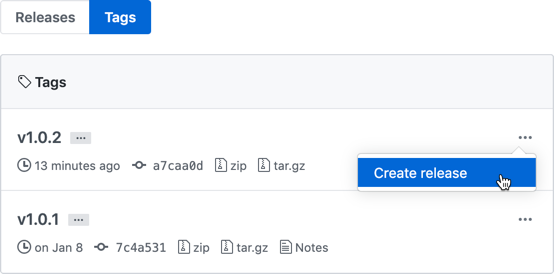 Releases Tags
Tags
v1.0.2 ...
13 minutes ago a7caa0d zip tar.gz
Create release
v1.0.1 ...
on Jan 8 7c4a531 zip tar.gz Notes